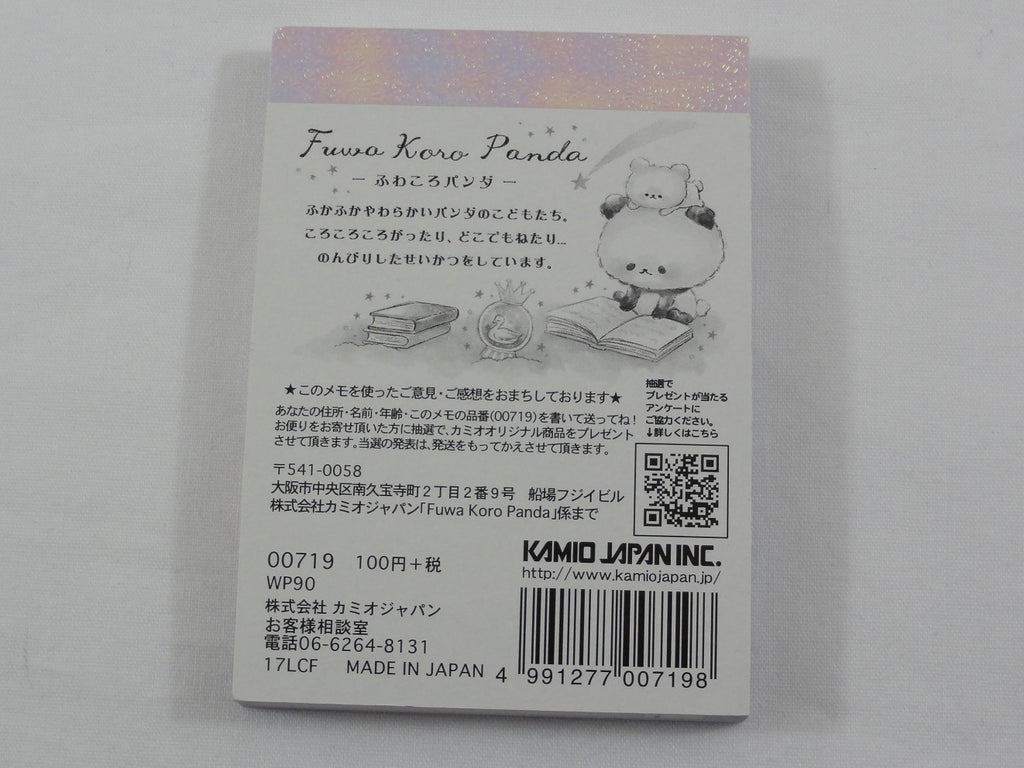 Fuwa Koro Panda
－ ふわころパンダ －
ふかふかやわらかいパンダのこどもたち。
ころころころがったり、どこでもねたり...
のんびりしたせいかつをしています。
★このメモを使ったご意見・ご感想をおまちしております★
あなたの住所・名前・年齢・このメモの品番(00719)を書いて送ってね!
お便りをお寄せ頂いた方に抽選で、カミオオリジナル商品をプレゼント
させて頂きます。当選の発表は、発送をもってかえさせて頂きます。
抽選で
プレゼントが当たる
アンケートに
ご協力ください。
↓詳しくはこちら
〒541-0058
大阪市中央区南久宝寺町２丁目２番９号　船場フジイビル
株式会社カミオジャパン｢Fuwa Koro Panda｣係まで
KAMIO JAPAN INC.
http://www.kamiojapan.jp/
00719 100円＋税
WP90
株式会社 カミオジャパン
お客様相談室
電話06-6264-8131
17LCF MADE IN JAPAN
4 991277 007198